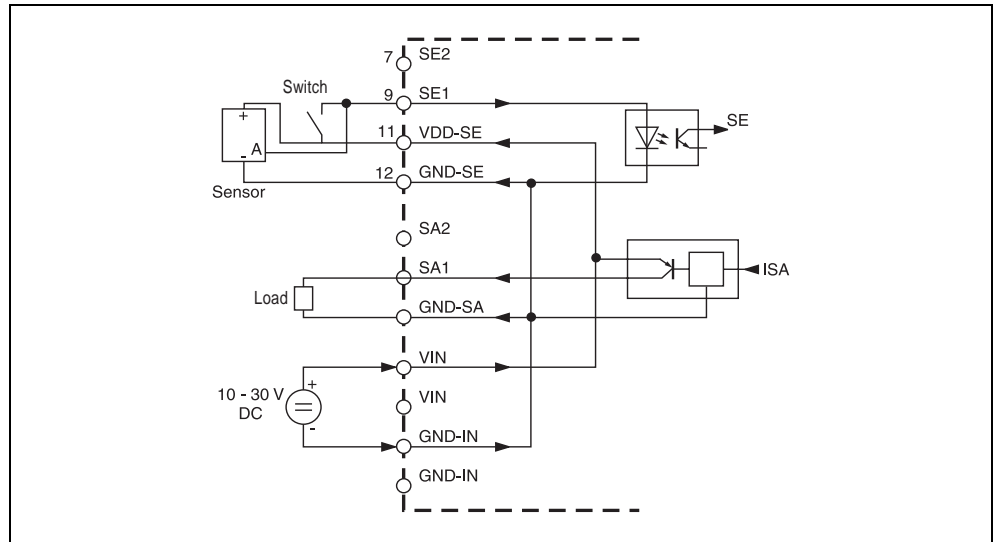 7 SE2
Switch
9 SE1
+
11 VDD-SE
SE
A
-
12 GND-SE
Sensor
SA2
SA1
ISA
Load
GND-SA
VIN
+
10 - 30 V
DC
VIN
-
GND-IN
GND-IN